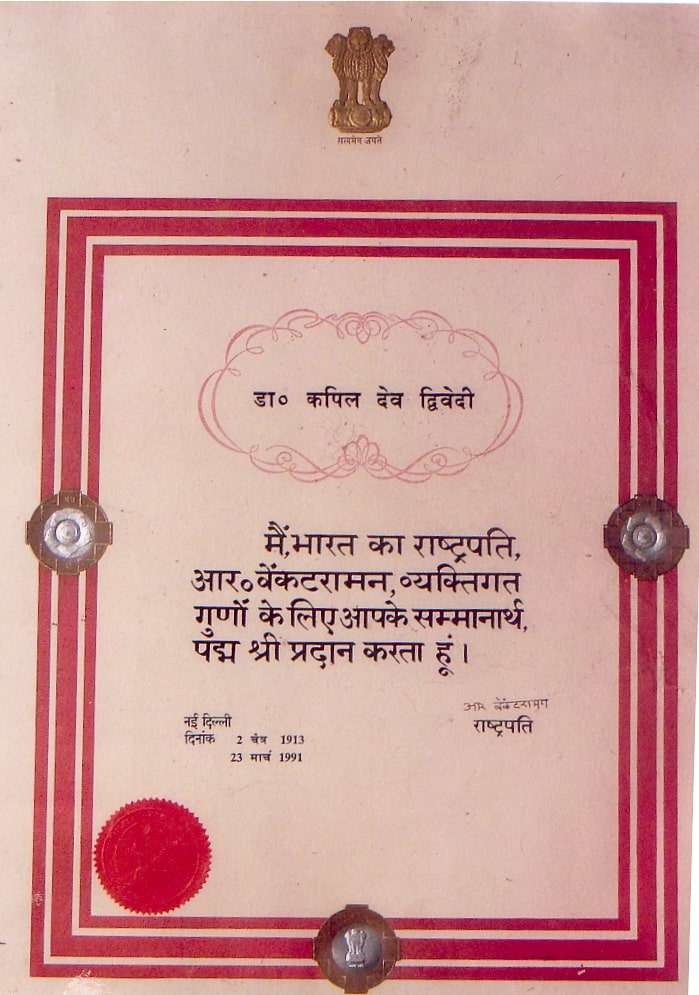 सत्यमेव जयते
डा० कपिल देव द्विवेदी
मैं, भारत का राष्ट्रपति,
आर० वेंकटरामन, व्यक्तिगत
गुणों के लिए आपके सम्मानार्थ,
पद्म श्री प्रदान करता हूं।
आर वेंकटरामन
राष्ट्रपति
नई दिल्ली
दिनांक 2 चैत्र 1913
23 मार्च 1991